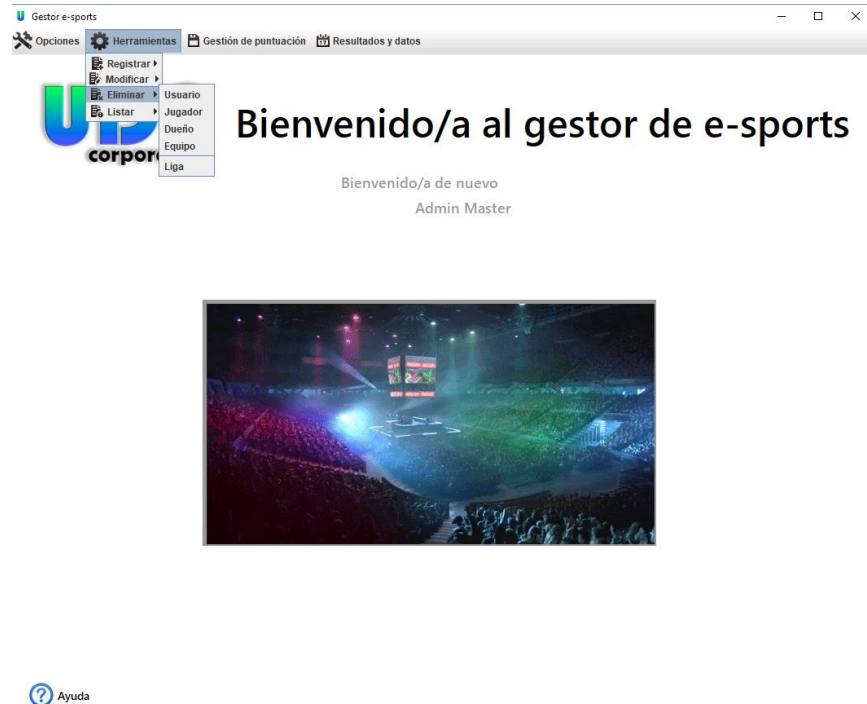 Gestor e-sports
Opciones Herramientas Gestión de puntuación Resultados y datos
Registrar
Modificar
Eliminar Usuario
Listar Jugador
Dueño
Equipo
Liga
Bienvenido/a al gestor de e-sports
Bienvenido/a de nuevo
Admin Master
Ayuda